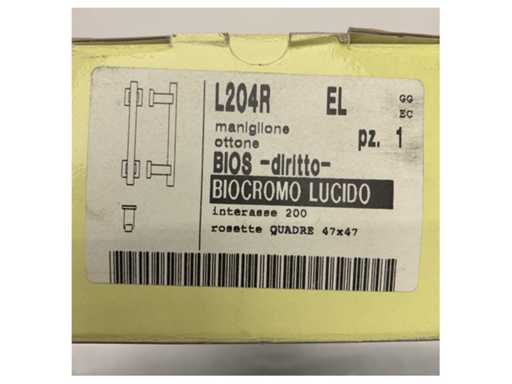 L204R EL GG
EC
maniglione
ottone pz. 1
BIOS -diritto-
BIOCROMO LUCIDO
interasse 200
rosette QUADRE 47x47